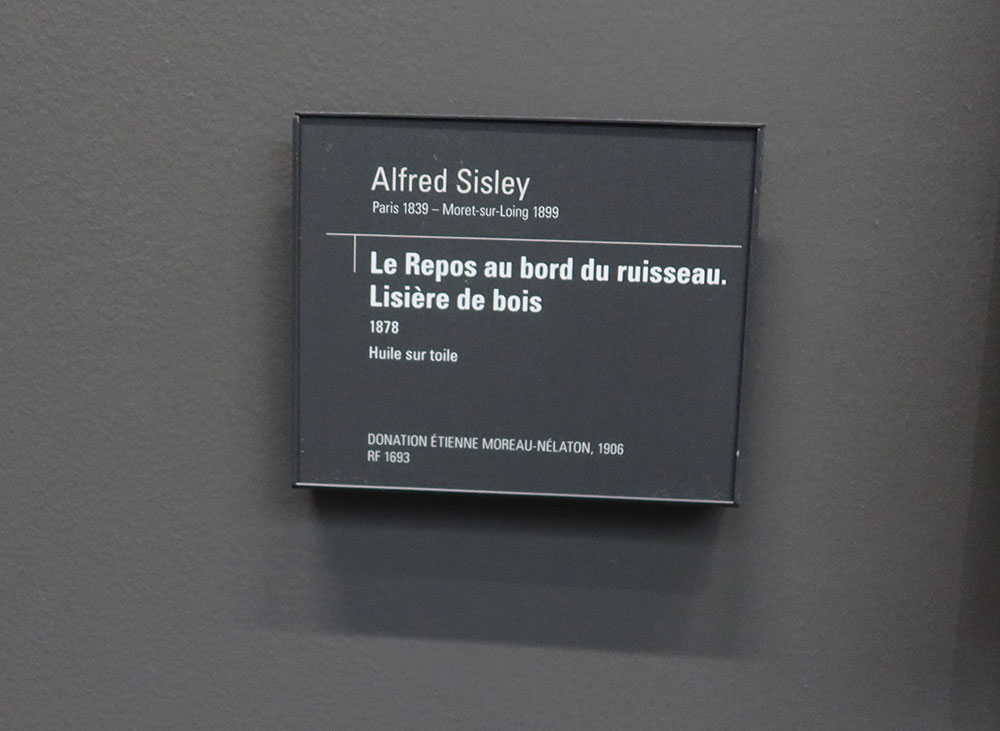 Alfred Sisley
Paris 1839 – Moret-sur-Loing 1899
Le Repos au bord du ruisseau.
Lisière de bois
1878
Huile sur toile
DONATION ÉTIENNE MOREAU-NÉLATON, 1906
RF 1693